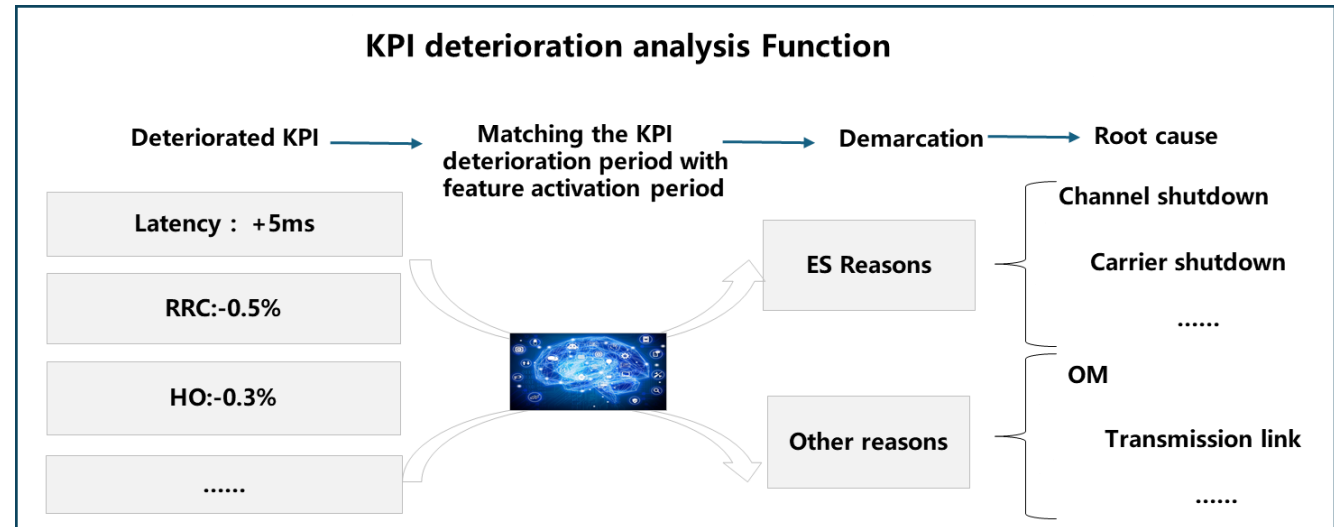 KPI deterioration analysis Function
Deteriorated KPI
Matching the KPI
deterioration period with
feature activation period
Demarcation
Root cause
Latency： +5ms
RRC:-0.5%
HO:-0.3%
......
ES Reasons
Other reasons
Channel shutdown
Carrier shutdown
......
OM
Transmission link
......